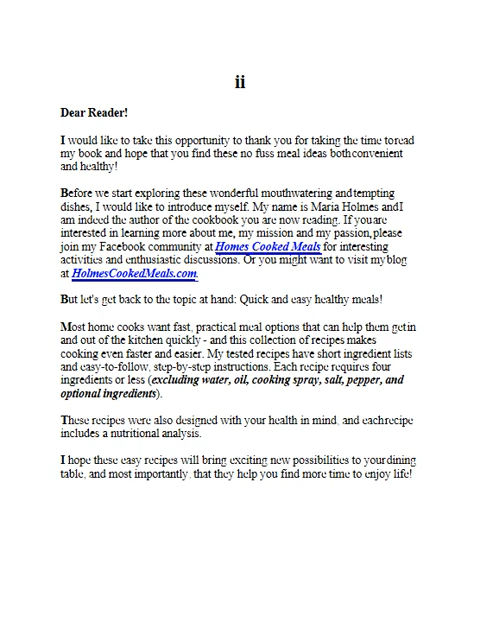 ii
Dear Reader!
I would like to take this opportunity to thank you for taking the time toread
my book and hope that you find these no fuss meal ideas bothconvenient
and healthy!
Before we start exploring these wonderful mouthwatering andtempting
dishes, I would like to introduce myself. My name is Maria Holmes andI
am indeed the author of the cookbook you are now reading. If youare
interested in learning more about me, my mission and my passion,please
join my Facebook community at Homes Cooked Meals for interesting
activities and enthusiastic discussions. Or you might want to visit myblog
at HolmesCookedMeals.com.
But let's get back to the topic at hand: Quick and easy healthy meals!
Most home cooks want fast, practical meal options that can help them getin
and out of the kitchen quickly - and this collection of recipes makes
cooking even faster and easier. My tested recipes have short ingredient lists
and easy-to-follow, step-by-step instructions. Each recipe requires four
ingredients or less (excluding water, oil, cooking spray, salt, pepper, and
optional ingredients).
These recipes were also designed with your health in mind, and eachrecipe
includes a nutritional analysis.
I hope these easy recipes will bring exciting new possibilities to yourdining
table, and most importantly, that they help you find more time to enjoy life!